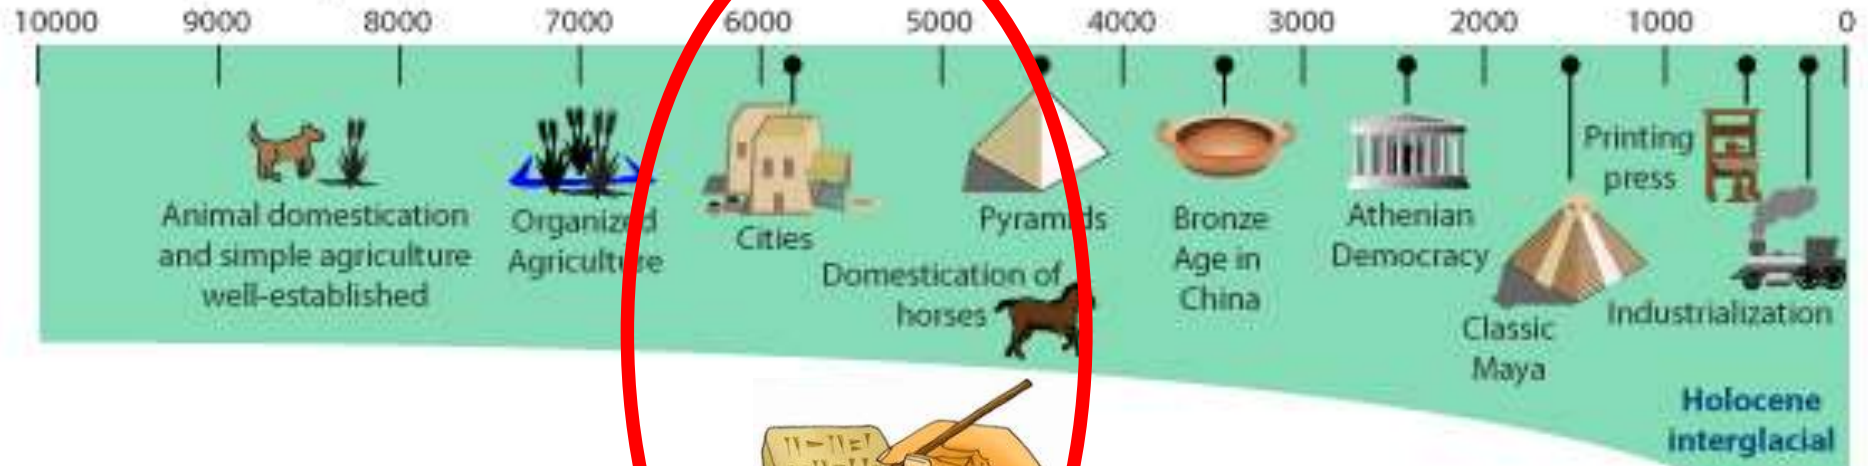 10000 9000 8000 7000 6000 5000 4000 3000 2000 1000 0
Animal domestication
and simple agriculture
well-established
Organized
Agriculture
Cities
Domestication of
horses
Pyramids
Bronze
Age in
China
Athenian
Democracy
Classic
Maya
Printing
press
Industrialization
Holocene
interglacial